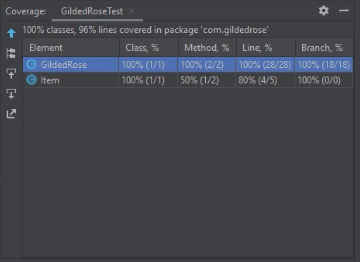 Coverage: GildedRoseTest
100% classes, 96% lines covered in package 'com.gildedrose'
Element Class, % Method, % Line, % Branch, %
GildedRose 100% (1/1) 100% (2/2) 100% (28/28) 100% (18/18)
Item 100% (1/1) 50% (1/2) 80% (4/5) 100% (0/0)